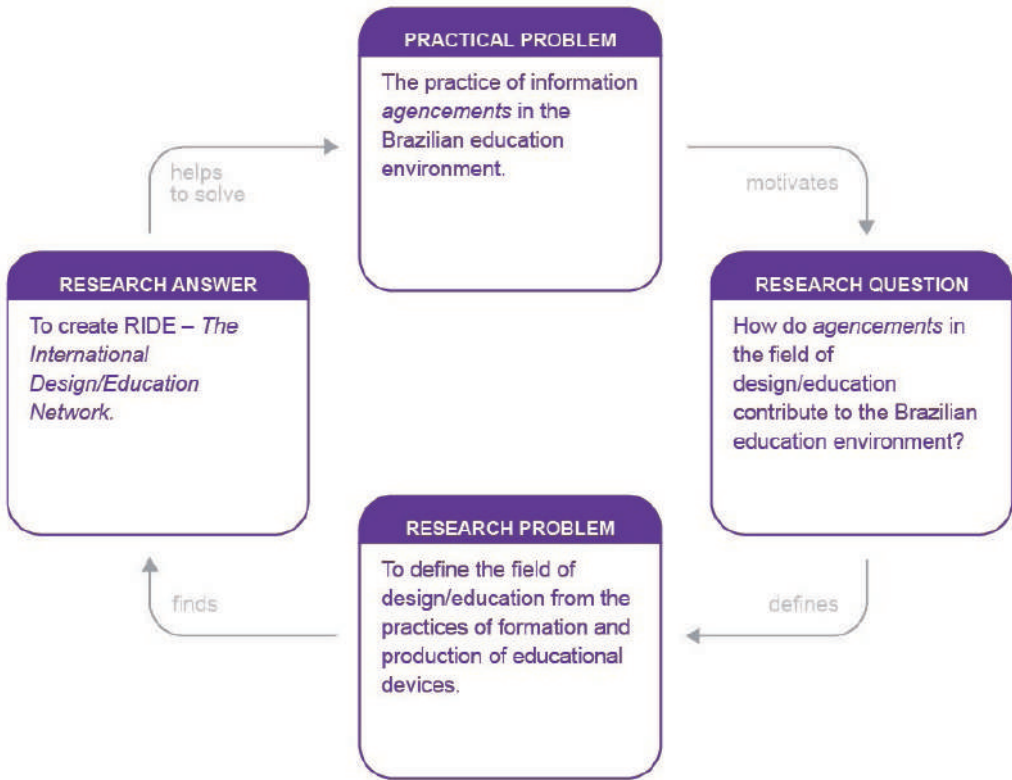 PRACTICAL PROBLEM
The practice of information
agencements in the
Brazilian education
environment.
helps
to solve
motivates
RESEARCH ANSWER
To create RIDE – The
International
Design/Education
Network.
RESEARCH QUESTION
How do agencements in
the field of
design/education
contribute to the Brazilian
education environment?
RESEARCH PROBLEM
To define the field of
design/education from the
practices of formation and
production of educational
devices.
finds
defines